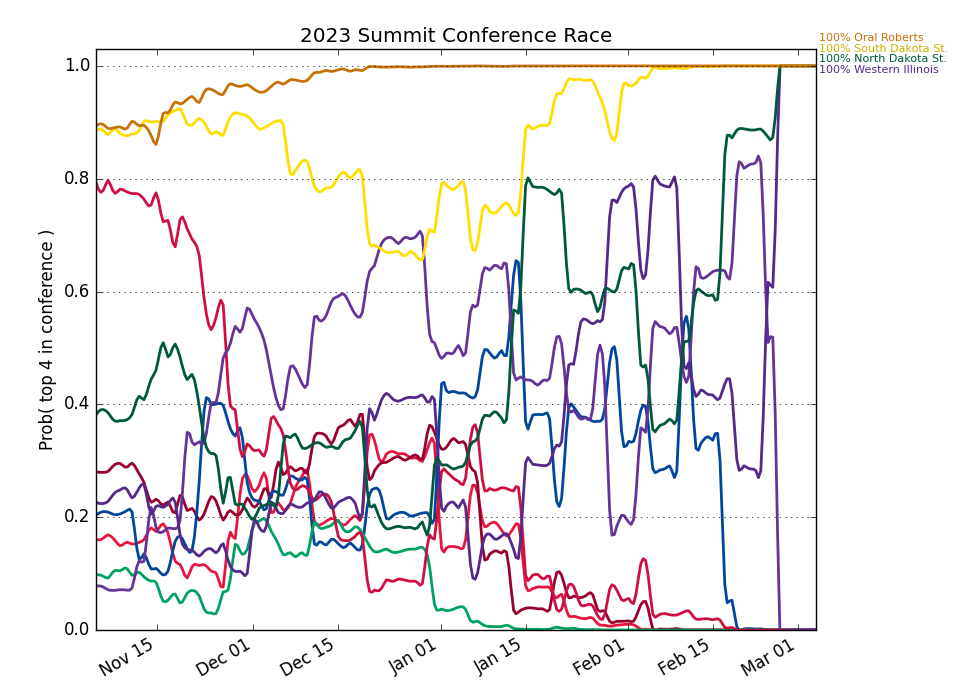 2023 Summit Conference Race
100% Oral Roberts
100% South Dakota St.
100% North Dakota St.
100% Western Illinois
Prob( top 4 in conference )
1.0
0.8
0.6
0.4
0.2
0.0
Nov 15
Dec 01
Dec 15
Jan 01
Jan 15
Feb 01
Feb 15
Mar 01